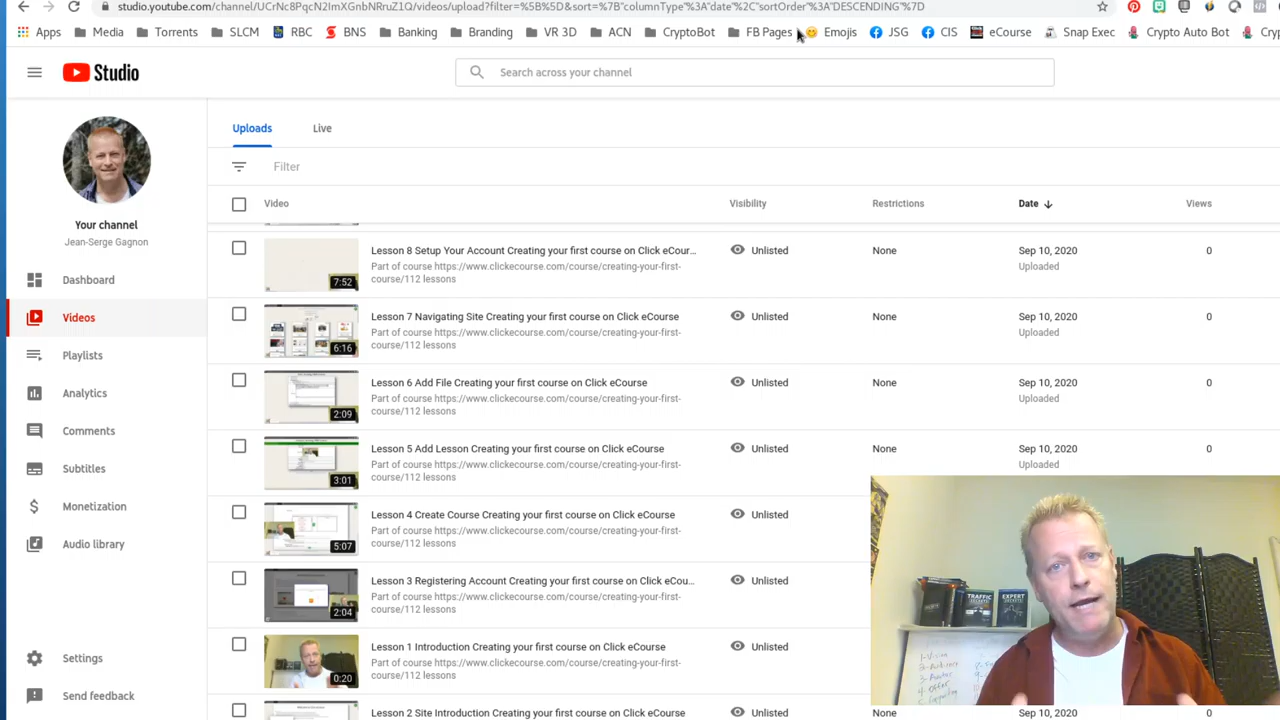 studio.youtube.com/channel/UCrNc8PqcN2ImXGnbNRruZ1Q/videos/upload?filter=%5B%5D&sort=%7B"columnType"%3A"date"%2C"sortOrder"%3A"DESCENDING"%7D
Apps Media Torrents SLCM RBC BNS Banking Branding VR 3D ACN CryptoBot FB Pages Emojis JSG CIS eCourse Snap Exec Crypto Auto Bot
Studio
Search across your channel
Uploads Live
Filter
Video Visibility Restrictions Date Views
Your channel
Jean-Serge Gagnon
Dashboard
Videos
Playlists
Analytics
Comments
Subtitles
Monetization
Audio library
Settings
Send feedback
Lesson 8 Setup Your Account Creating your first course on Click eCour... Unlisted None Sep 10, 2020 0
Part of course https://www.clickecourse.com/course/creating-your-first- Uploaded
course/112 lessons
7:52
Lesson 7 Navigating Site Creating your first course on Click eCourse Unlisted None Sep 10, 2020 0
Part of course https://www.clickecourse.com/course/creating-your-first- Uploaded
course/112 lessons
6:16
Lesson 6 Add File Creating your first course on Click eCourse Unlisted None Sep 10, 2020 0
Part of course https://www.clickecourse.com/course/creating-your-first- Uploaded
course/112 lessons
2:09
Lesson 5 Add Lesson Creating your first course on Click eCourse Unlisted None Sep 10, 2020 0
Part of course https://www.clickecourse.com/course/creating-your-first- Uploaded
course/112 lessons
3:01
Lesson 4 Create Course Creating your first course on Click eCourse Unlisted
Part of course https://www.clickecourse.com/course/creating-your-first-
course/112 lessons
5:07
Lesson 3 Registering Account Creating your first course on Click eCou... Unlisted
Part of course https://www.clickecourse.com/course/creating-your-first-
course/112 lessons
2:04
Lesson 1 Introduction Creating your first course on Click eCourse Unlisted
Part of course https://www.clickecourse.com/course/creating-your-first-
course/112 lessons
0:20
Lesson 2 Site Introduction Creating your first course on Click eCourse Unlisted None Sep 10, 2020 0
TRAFFIC
SECRETS
EXPERT
SECRETS